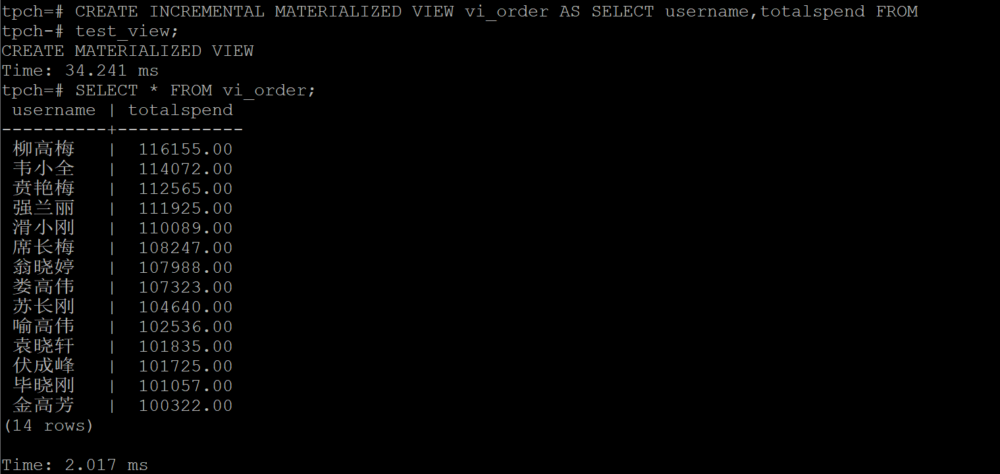 tpch=# CREATE INCREMENTAL MATERIALIZED VIEW vi_order AS SELECT username,totalspend FROM
tpch-# test_view;
CREATE MATERIALIZED VIEW
Time: 34.241 ms
tpch=# SELECT * FROM vi_order;
 username | totalspend
----------+------------
 柳高梅   |  116155.00
 韦小全   |  114072.00
 贲艳梅   |  112565.00
 强兰丽   |  111925.00
 滑小刚   |  110089.00
 席长梅   |  108247.00
 翁晓婷   |  107988.00
 娄高伟   |  107323.00
 苏长刚   |  104640.00
 喻高伟   |  102536.00
 袁晓轩   |  101835.00
 伏成峰   |  101725.00
 毕晓刚   |  101057.00
 金高芳   |  100322.00
(14 rows)
Time: 2.017 ms